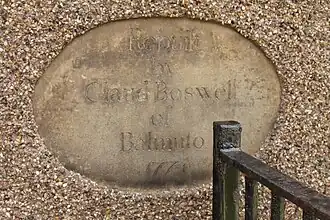 Rebuilt
by
Claud Boswell
of
Balmuto